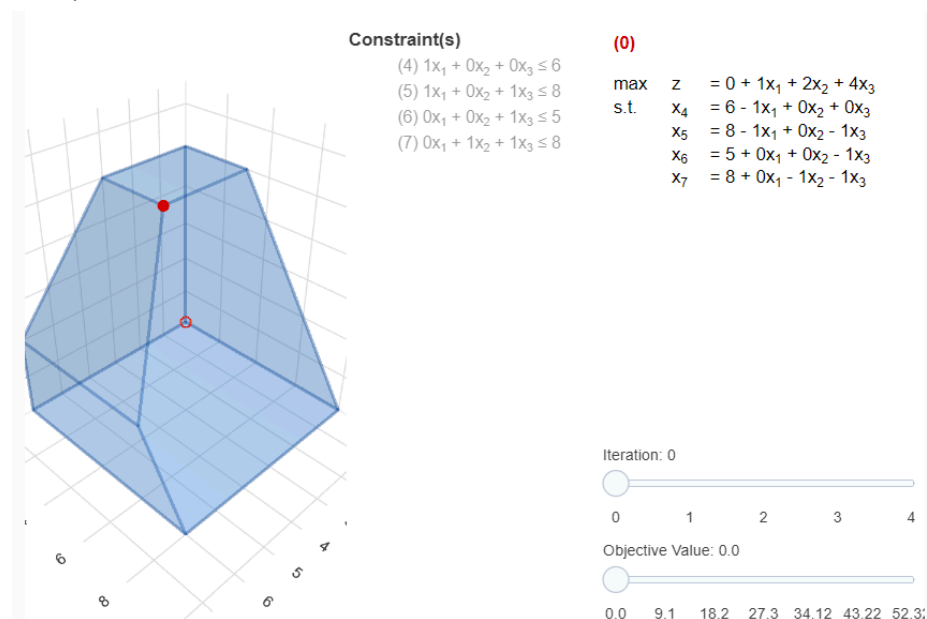 Constraint(s)
(4) 1x₁ + 0x₂ + 0x₃ ≤ 6
(5) 1x₁ + 0x₂ + 1x₃ ≤ 8
(6) 0x₁ + 0x₂ + 1x₃ ≤ 5
(7) 0x₁ + 1x₂ + 1x₃ ≤ 8
(0)
max z = 0 + 1x₁ + 2x₂ + 4x₃
s.t. x₄ = 6 - 1x₁ + 0x₂ + 0x₃
x₅ = 8 - 1x₁ + 0x₂ - 1x₃
x₆ = 5 + 0x₁ + 0x₂ - 1x₃
x₇ = 8 + 0x₁ - 1x₂ - 1x₃
6
8
4
5
6
Iteration: 0
0 1 2 3 4
Objective Value: 0.0
0.0 9.1 18.2 27.3 34.12 43.22